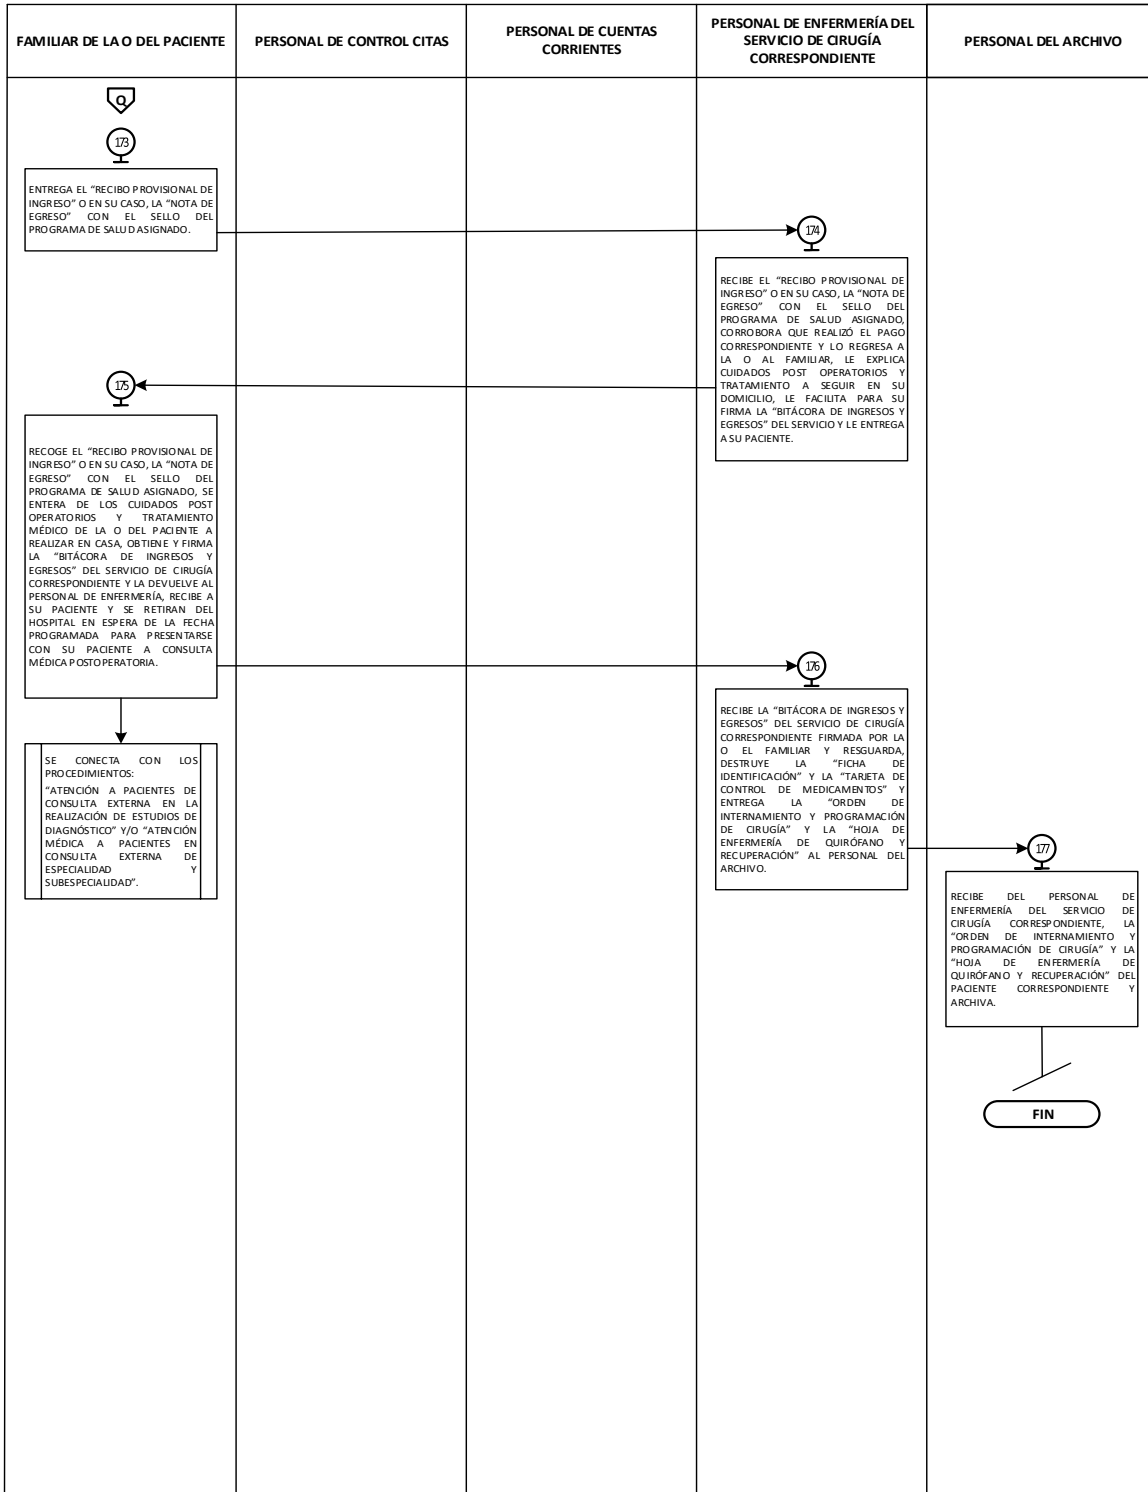 FAMILIAR DE LA O DEL PACIENTE
PERSONAL DE CONTROL CITAS
PERSONAL DE CUENTAS
CORRIENTES
PERSONAL DE ENFERMERÍA DEL
SERVICIO DE CIRUGÍA
CORRESPONDIENTE
PERSONAL DEL ARCHIVO
Q
173
ENTREGA EL “RECIBO PROVISIONAL DE
INGRESO” O EN SU CASO, LA “NOTA DE
EGRESO” CON EL SELLO DEL
PROGRAMA DE SALUD ASIGNADO.
174
RECIBE EL “RECIBO PROVISIONAL DE
INGRESO” O EN SU CASO, LA “NOTA DE
EGRESO” CON EL SELLO DEL
PROGRAMA DE SALUD ASIGNADO,
CORROBORA QUE REALIZÓ EL PAGO
CORRESPONDIENTE Y LO REGRESA A
LA O AL FAMILIAR, LE EXPLICA
CUIDADOS POST OPERATORIOS Y
TRATAMIENTO A SEGUIR EN SU
DOMICILIO, LE FACILITA PARA SU
FIRMA LA “BITÁCORA DE INGRESOS Y
EGRESOS” DEL SERVICIO Y LE ENTREGA
A SU PACIENTE.
175
RECOGE EL “RECIBO PROVISIONAL DE
INGRESO” O EN SU CASO, LA “NOTA DE
EGRESO” CON EL SELLO DEL
PROGRAMA DE SALUD ASIGNADO, SE
ENTERA DE LOS CUIDADOS POST
OPERATORIOS Y TRATAMIENTO
MÉDICO DE LA O DEL PACIENTE A
REALIZAR EN CASA, OBTIENE Y FIRMA
LA “BITÁCORA DE INGRESOS Y
EGRESOS” DEL SERVICIO DE CIRUGÍA
CORRESPONDIENTE Y LA DEVUELVE AL
PERSONAL DE ENFERMERÍA, RECIBE A
SU PACIENTE Y SE RETIRAN DEL
HOSPITAL EN ESPERA DE LA FECHA
PROGRAMADA PARA PRESENTARSE
CON SU PACIENTE A CONSULTA
MÉDICA POSTOPERATORIA.
176
RECIBE LA “BITÁCORA DE INGRESOS Y
EGRESOS” DEL SERVICIO DE CIRUGÍA
CORRESPONDIENTE FIRMADA POR LA
O EL FAMILIAR Y RESGUARDA,
DESTRUYE LA “FICHA DE
IDENTIFICACIÓN” Y LA “TARJETA DE
CONTROL DE MEDICAMENTOS” Y
ENTREGA LA “ORDEN DE
INTERNAMIENTO Y PROGRAMACIÓN
DE CIRUGÍA” Y LA “HOJA DE
ENFERMERÍA DE QUIRÓFANO Y
RECUPERACIÓN” AL PERSONAL DEL
ARCHIVO.
SE CONECTA CON LOS
PROCEDIMIENTOS:
“ATENCIÓN A PACIENTES DE
CONSULTA EXTERNA EN LA
REALIZACIÓN DE ESTUDIOS DE
DIAGNÓSTICO” Y/O “ATENCIÓN
MÉDICA A PACIENTES EN
CONSULTA EXTERNA DE
ESPECIALIDAD Y
SUBESPECIALIDAD”.
177
RECIBE DEL PERSONAL DE
ENFERMERÍA DEL SERVICIO DE
CIRUGÍA CORRESPONDIENTE, LA
“ORDEN DE INTERNAMIENTO Y
PROGRAMACIÓN DE CIRUGÍA” Y LA
“HOJA DE ENFERMERÍA DE
QUIRÓFANO Y RECUPERACIÓN” DEL
PACIENTE CORRESPONDIENTE Y
ARCHIVA.
FIN